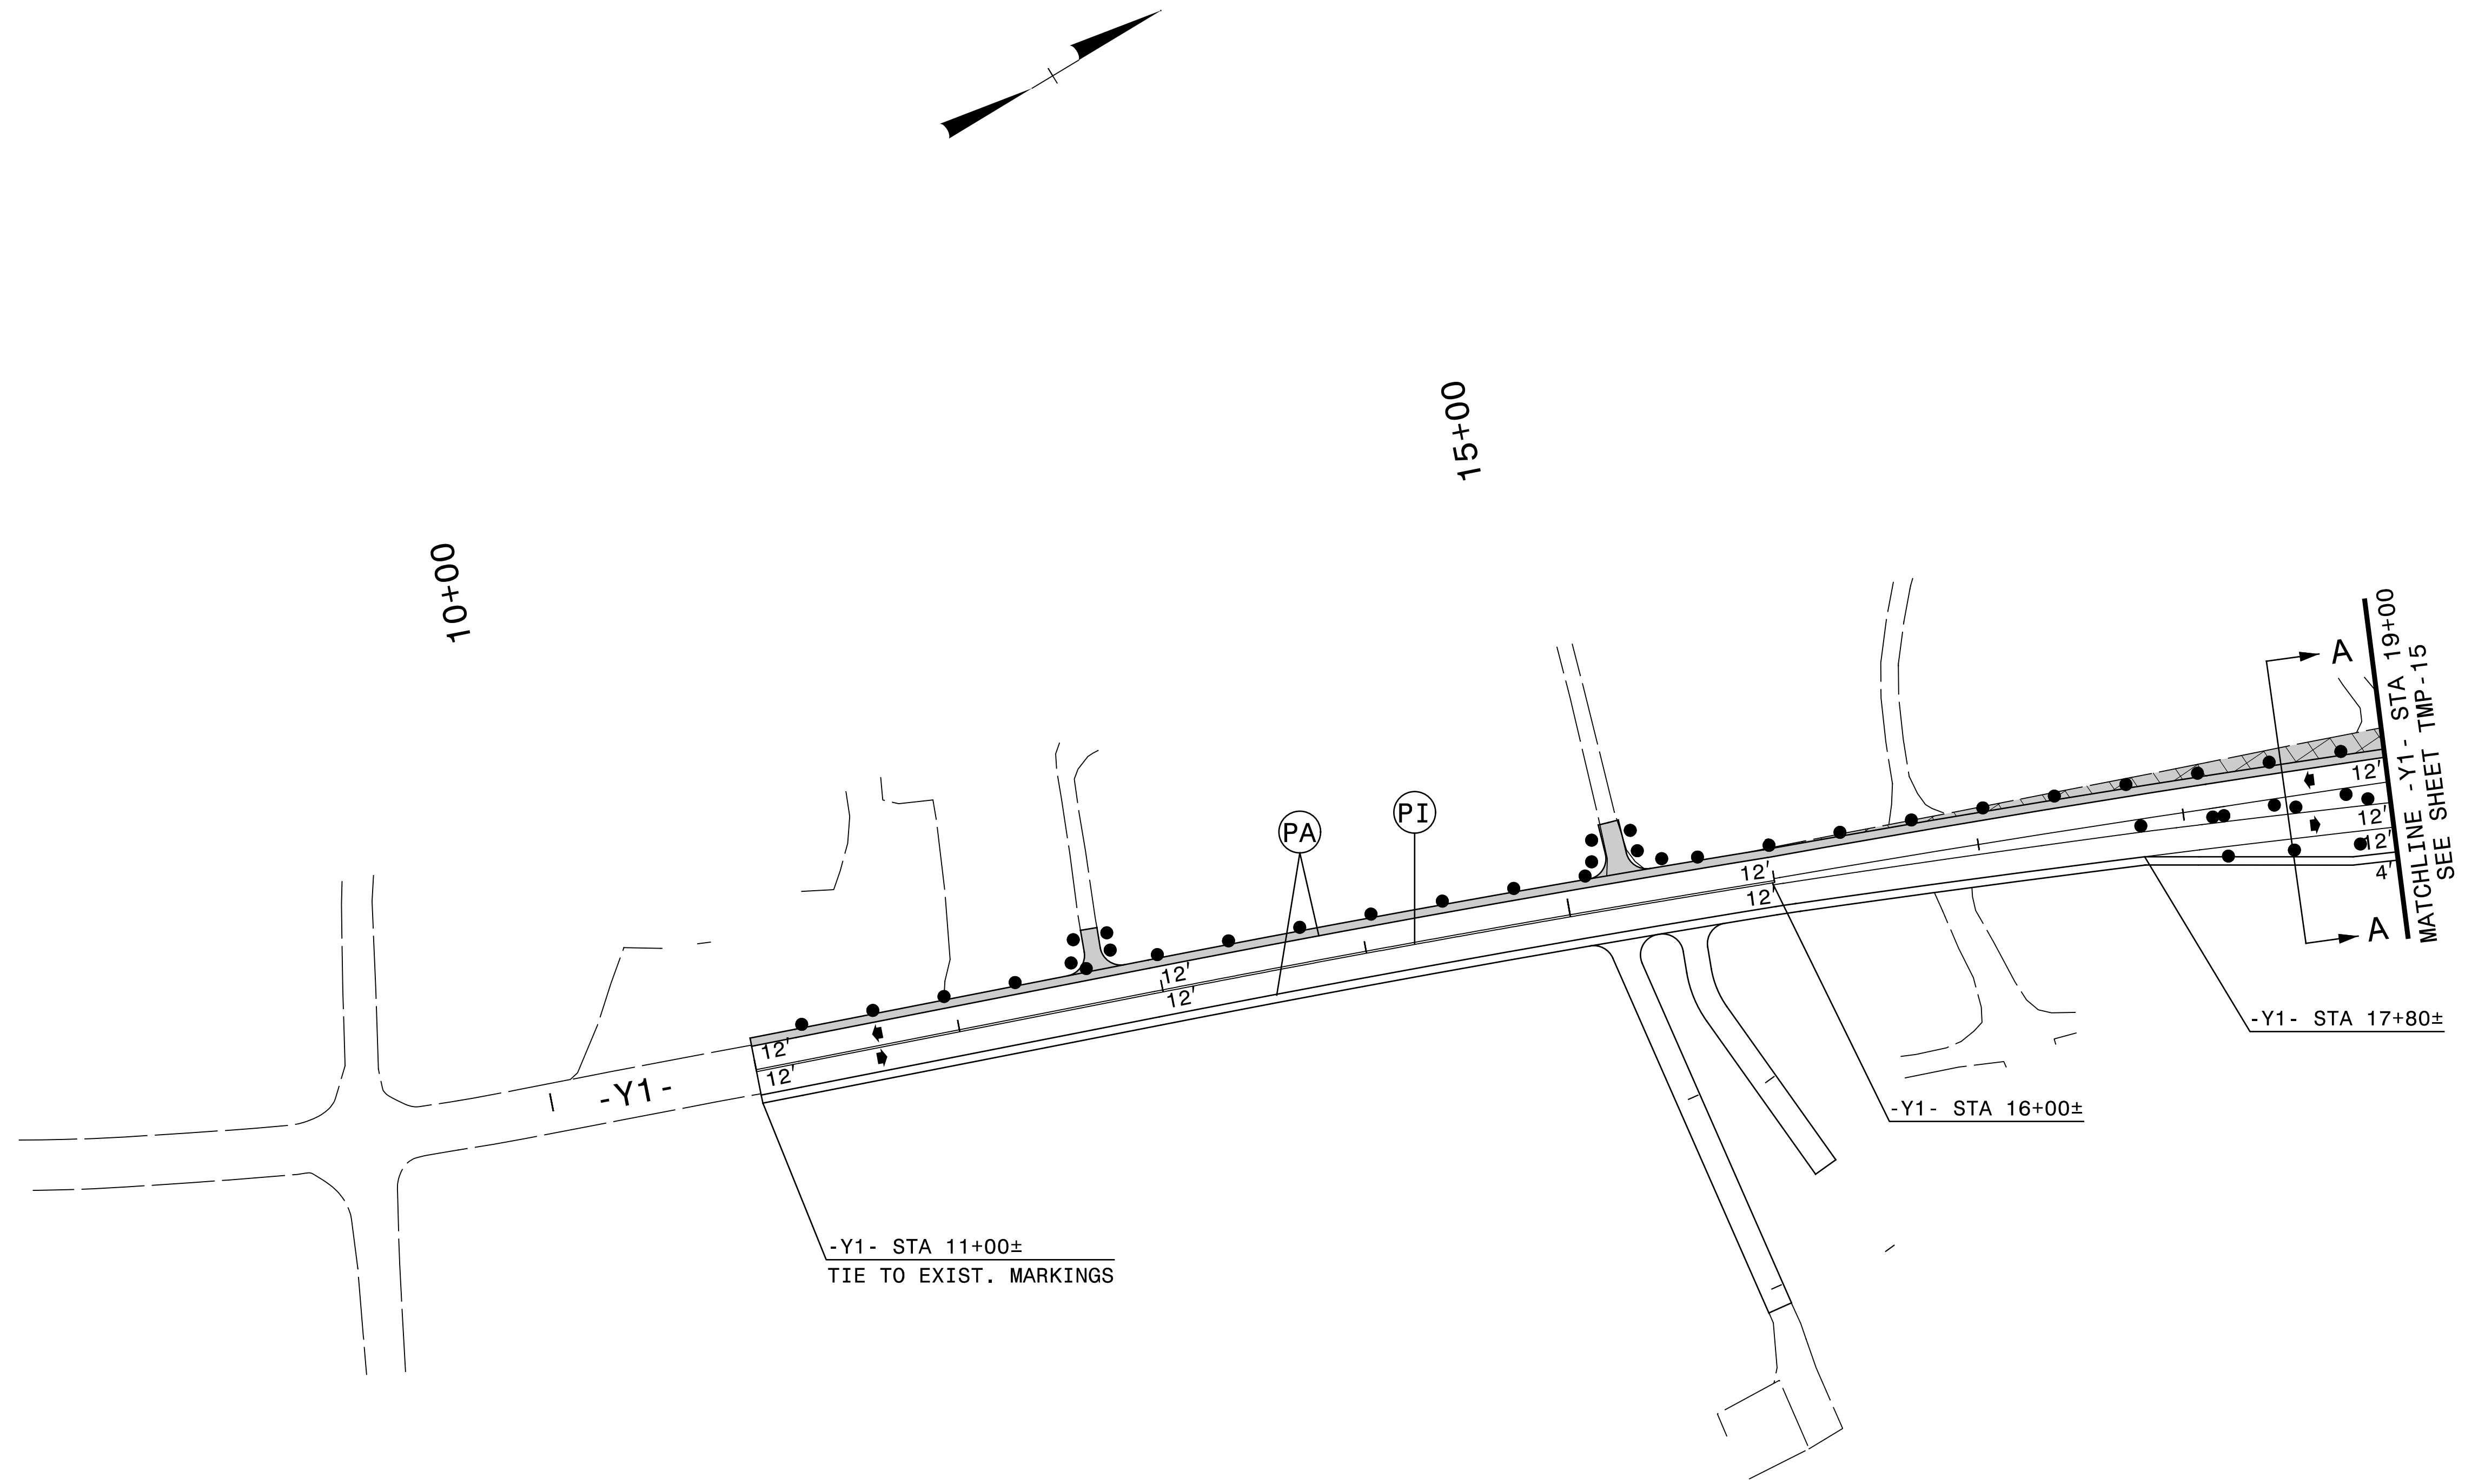 15+00
10+00
A
MATCHLINE -Y1- STA 19+00
SEE SHEET TMP-15
12'
PI
PA
12'
12'
12'
4'
12'
A
12'
12'
-Y1- STA 17+80±
12'
12'
-Y1-
-Y1- STA 16+00±
-Y1- STA 11+00±
TIE TO EXIST. MARKINGS